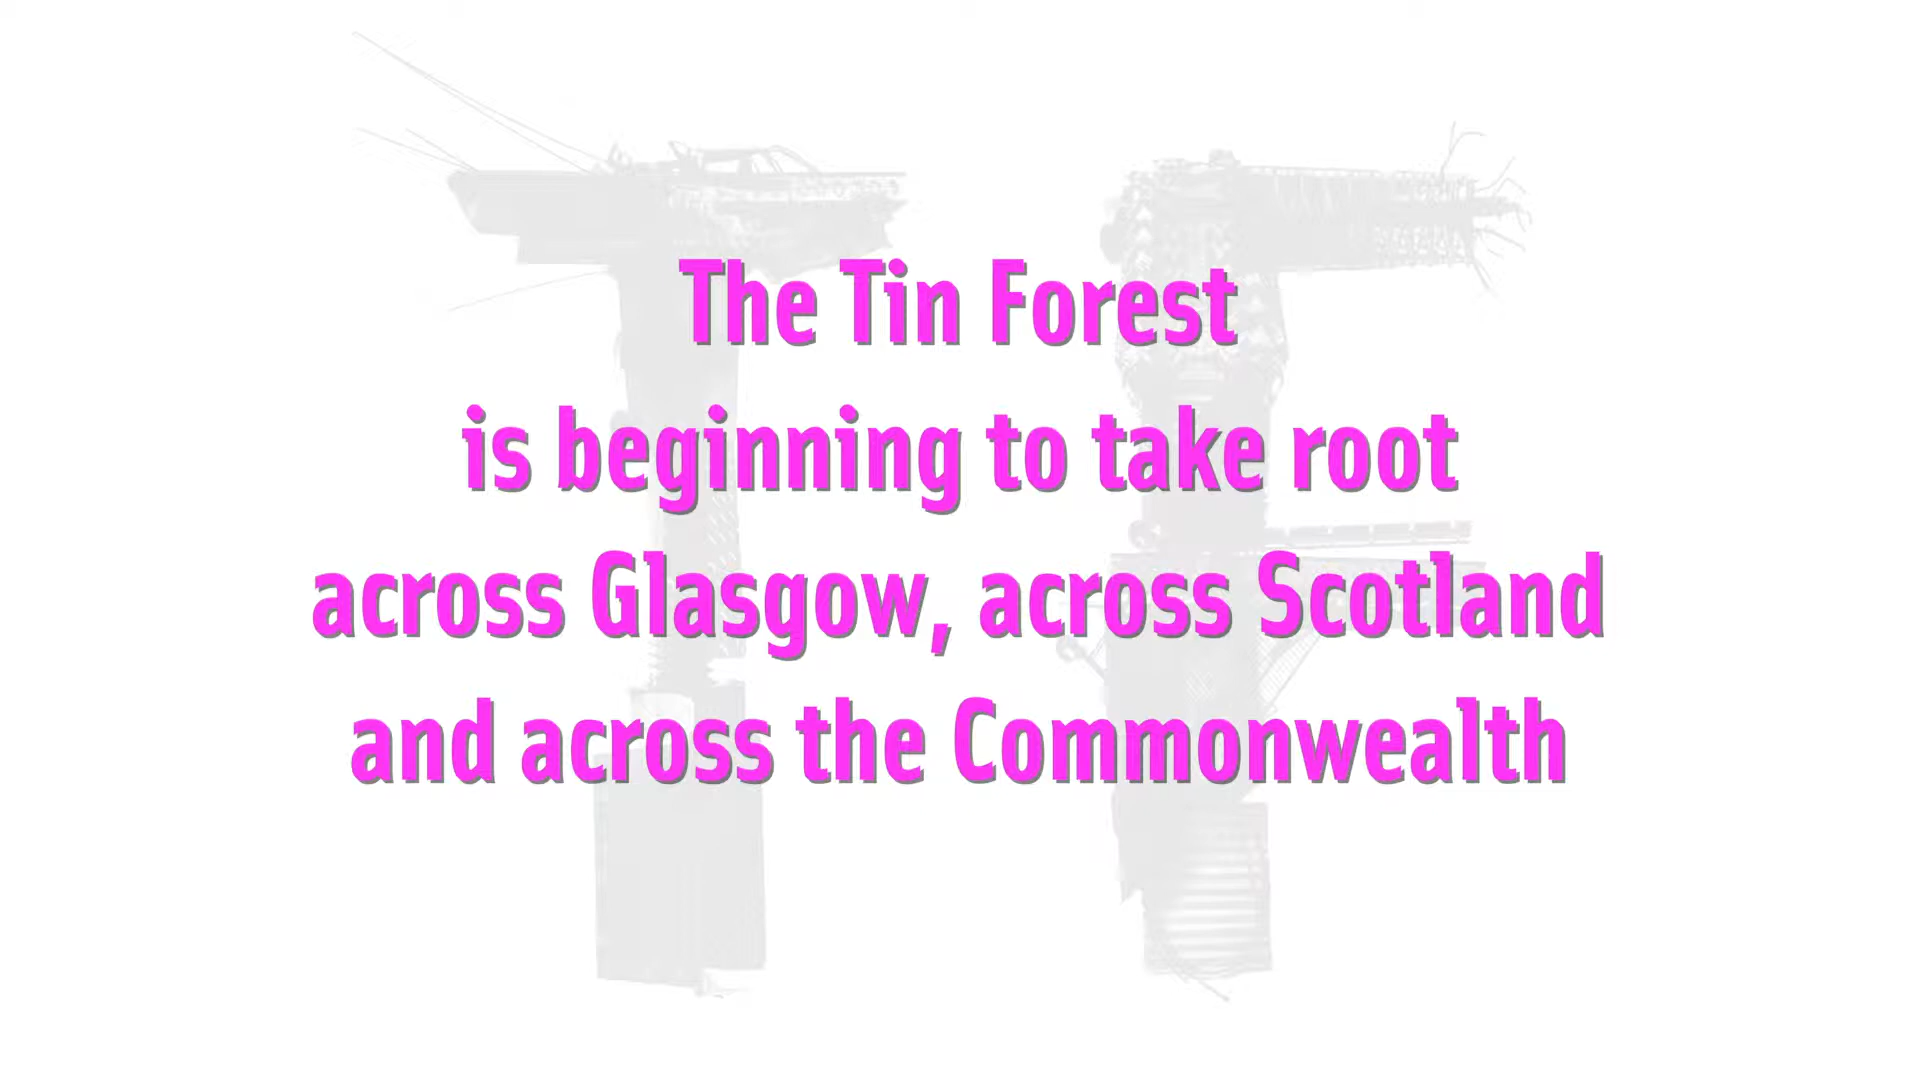 The Tin Forest
is beginning to take root
across Glasgow, across Scotland
and across the Commonwealth